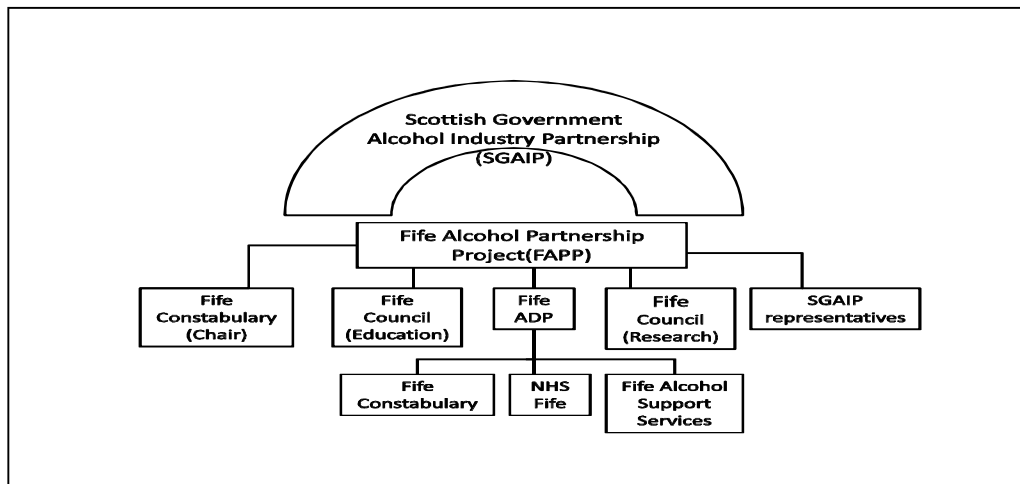 Scottish Government
Alcohol Industry Partnership
(SGAIP)
Fife Alcohol Partnership
Project(FAPP)
Fife
Constabulary
(Chair)
Fife
Council
(Education)
Fife
ADP
Fife
Council
(Research)
SGAIP
representatives
Fife
Constabulary
NHS
Fife
Fife Alcohol
Support
Services